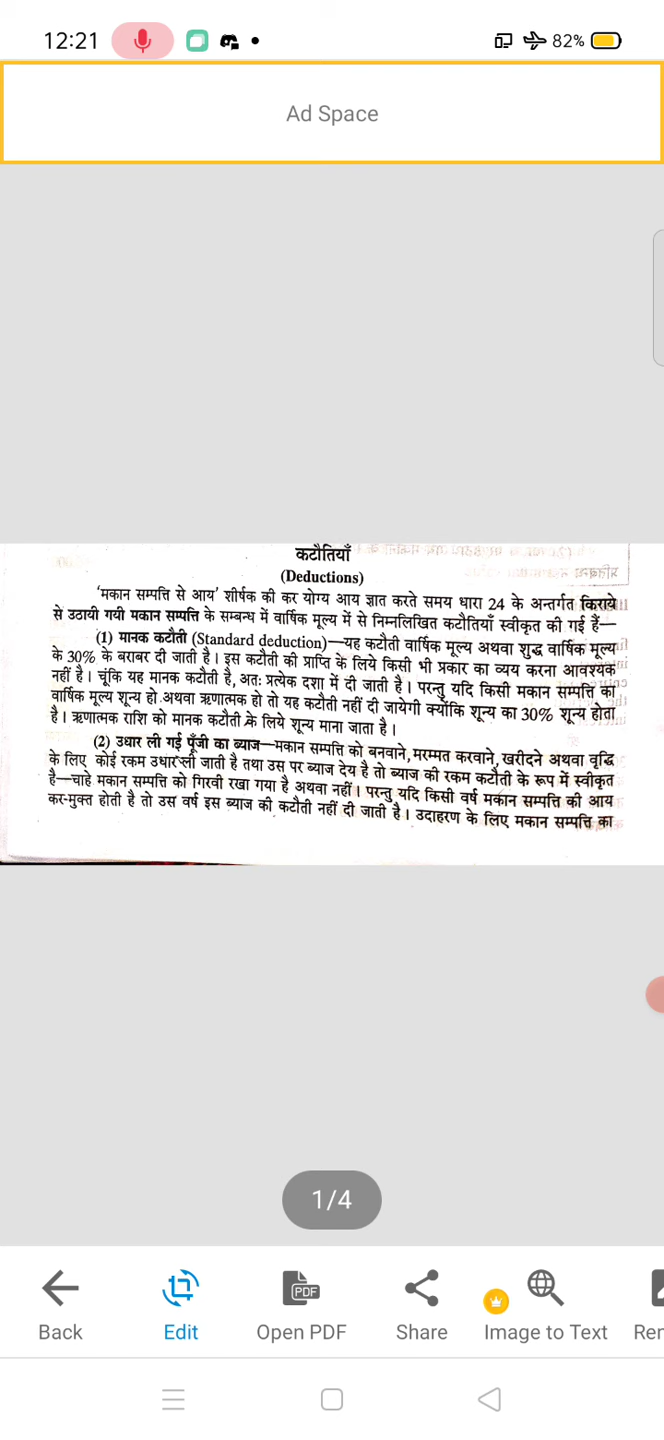 12:21
82%
Ad Space
कटौतियाँ
(Deductions)
‘मकान सम्पत्ति से आय’ शीर्षक की कर योग्य आय ज्ञात करते समय धारा 24 के अन्तर्गत किराये
से उठायी गयी मकान सम्पत्ति के सम्बन्ध में वार्षिक मूल्य में से निम्नलिखित कटौतियाँ स्वीकृत की गई हैं—
(1) मानक कटौती (Standard deduction)—यह कटौती वार्षिक मूल्य अथवा शुद्ध वार्षिक मूल्य
के 30% के बराबर दी जाती है। इस कटौती की प्राप्ति के लिये किसी भी प्रकार का व्यय करना आवश्यक
नहीं है। चूंकि यह मानक कटौती है, अतः प्रत्येक दशा में दी जाती है। परन्तु यदि किसी मकान सम्पत्ति का
वार्षिक मूल्य शून्य हो अथवा ऋणात्मक हो तो यह कटौती नहीं दी जायेगी क्योंकि शून्य का 30% शून्य होता
है। ऋणात्मक राशि को मानक कटौती के लिये शून्य माना जाता है।
(2) उधार ली गई पूँजी का ब्याज—मकान सम्पत्ति को बनवाने, मरम्मत करवाने, खरीदने अथवा वृद्धि
के लिए कोई रकम उधार ली जाती है तथा उस पर ब्याज देय है तो ब्याज की रकम कटौती के रूप में स्वीकृत
है—चाहे मकान सम्पत्ति को गिरवी रखा गया है अथवा नहीं। परन्तु यदि किसी वर्ष मकान सम्पत्ति की आय
कर-मुक्त होती है तो उस वर्ष इस ब्याज की कटौती नहीं दी जाती है। उदाहरण के लिए मकान सम्पत्ति का
1/4
PDF
Back Edit Open PDF Share Image to Text Rer